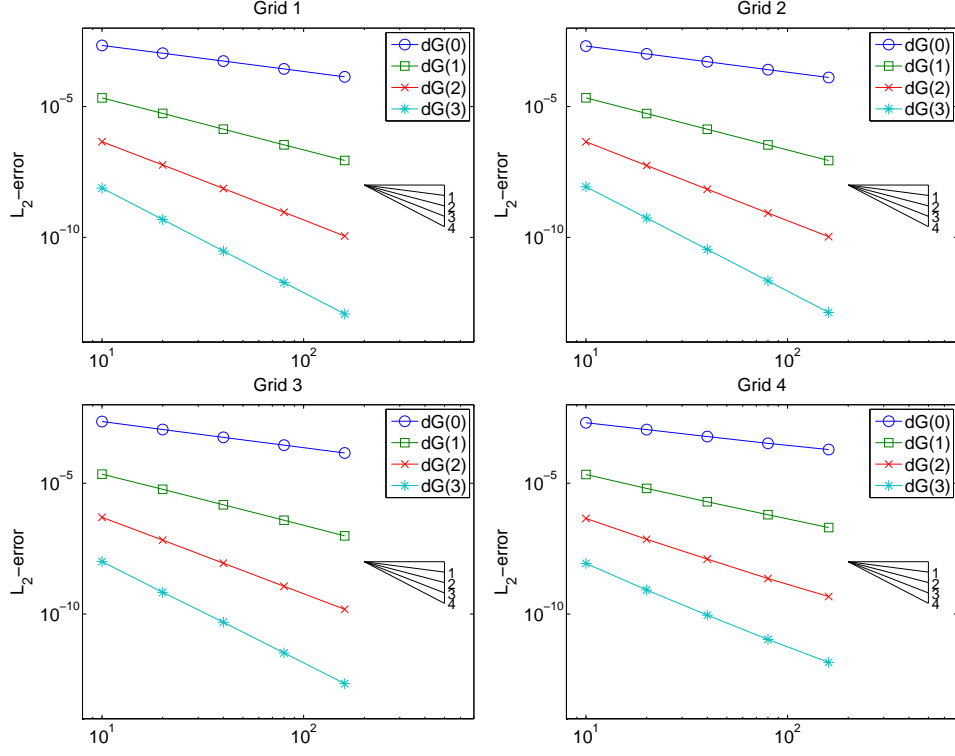 Grid 1
L2-error
10^-5
10^-10
10^1
10^2
dG(0)
dG(1)
dG(2)
dG(3)
1
2
3
4
Grid 2
L2-error
10^-5
10^-10
10^1
10^2
dG(0)
dG(1)
dG(2)
dG(3)
1
2
3
4
Grid 3
L2-error
10^-5
10^-10
10^1
10^2
dG(0)
dG(1)
dG(2)
dG(3)
1
2
3
4
Grid 4
L2-error
10^-5
10^-10
10^1
10^2
dG(0)
dG(1)
dG(2)
dG(3)
1
2
3
4